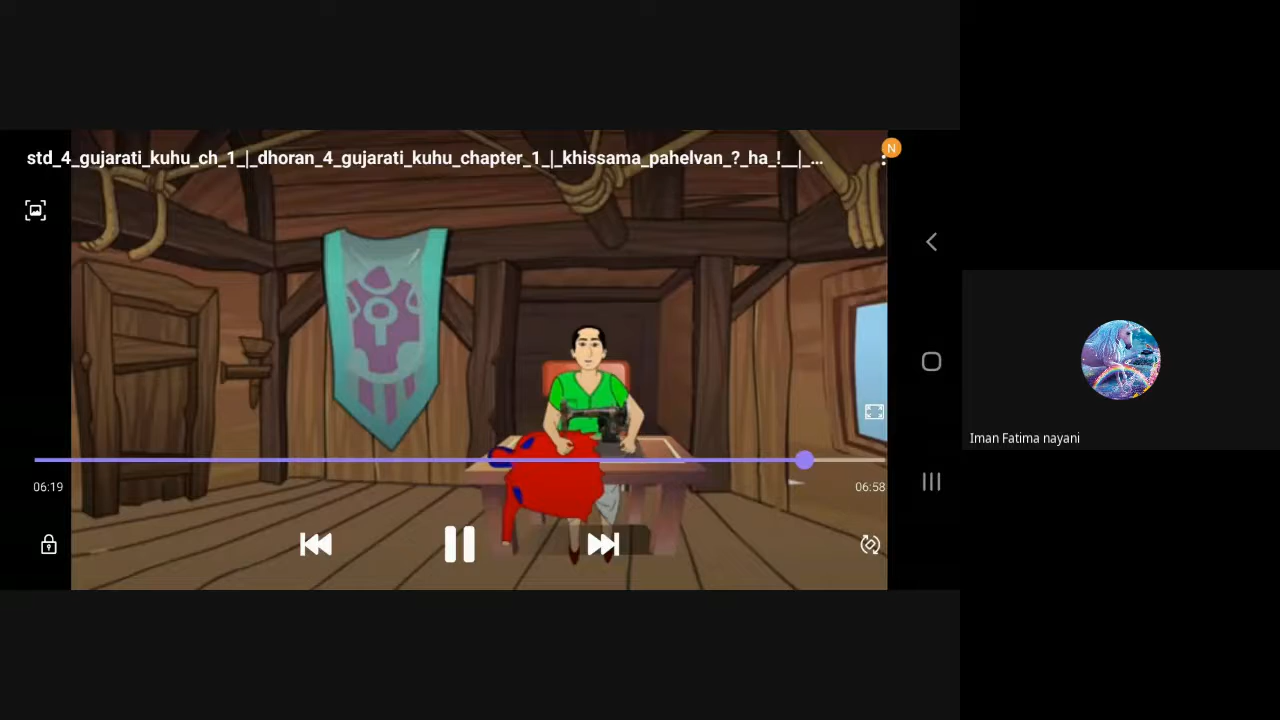 std_4_gujarati_kuhu_ch_1_|_dhoran_4_gujarati_kuhu_chapter_1_|_khissama_pahelvan_?_ha_!__|_...
N
06:19
06:58
Iman Fatima nayani